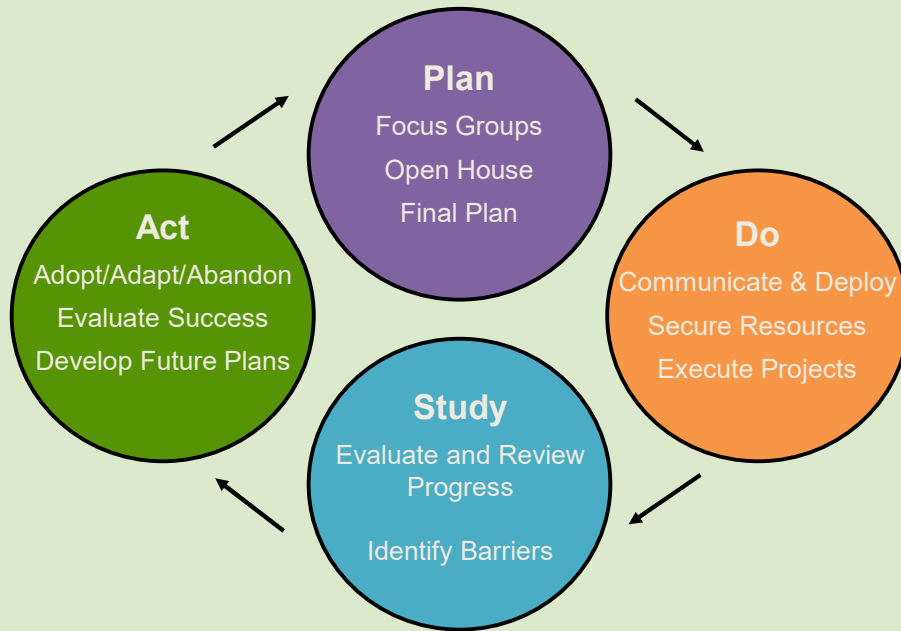 Plan
Focus Groups
Open House
Final Plan
Do
Communicate & Deploy
Secure Resources
Execute Projects
Study
Evaluate and Review
Progress
Identify Barriers
Act
Adopt/Adapt/Abandon
Evaluate Success
Develop Future Plans